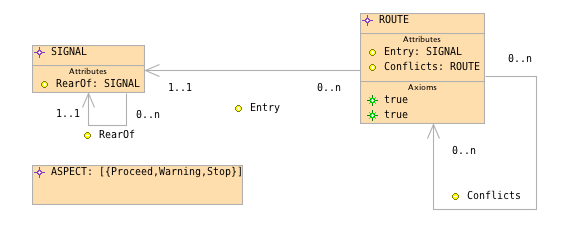 SIGNAL
Attributes
RearOf: SIGNAL
1..1
0..n
RearOf
1..1
0..n
Entry
ROUTE
Attributes
Entry: SIGNAL
Conflicts: ROUTE
Axioms
true
true
0..n
0..n
Conflicts
ASPECT: [{Proceed,Warning,Stop}]